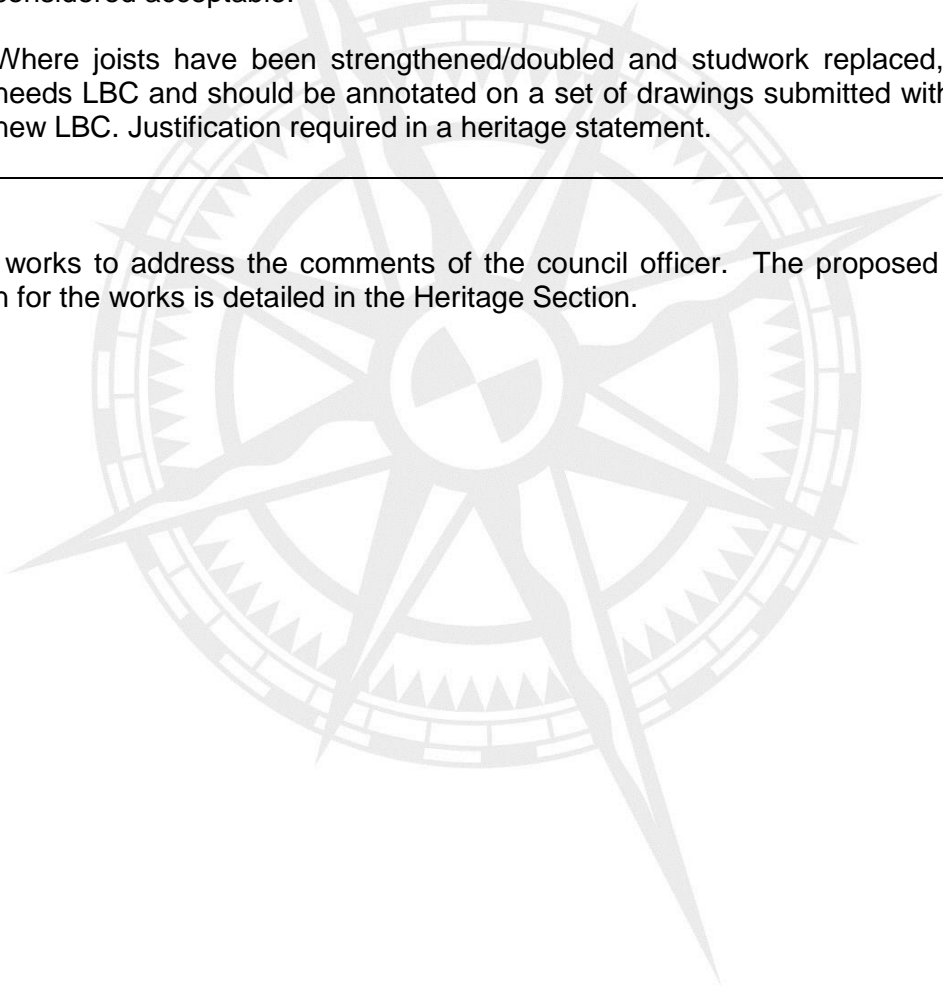 considered acceptable.
Where joists have been strengthened/doubled and studwork replaced,
needs LBC and should be annotated on a set of drawings submitted with
new LBC. Justification required in a heritage statement.
works to address the comments of the council officer. The proposed
for the works is detailed in the Heritage Section.